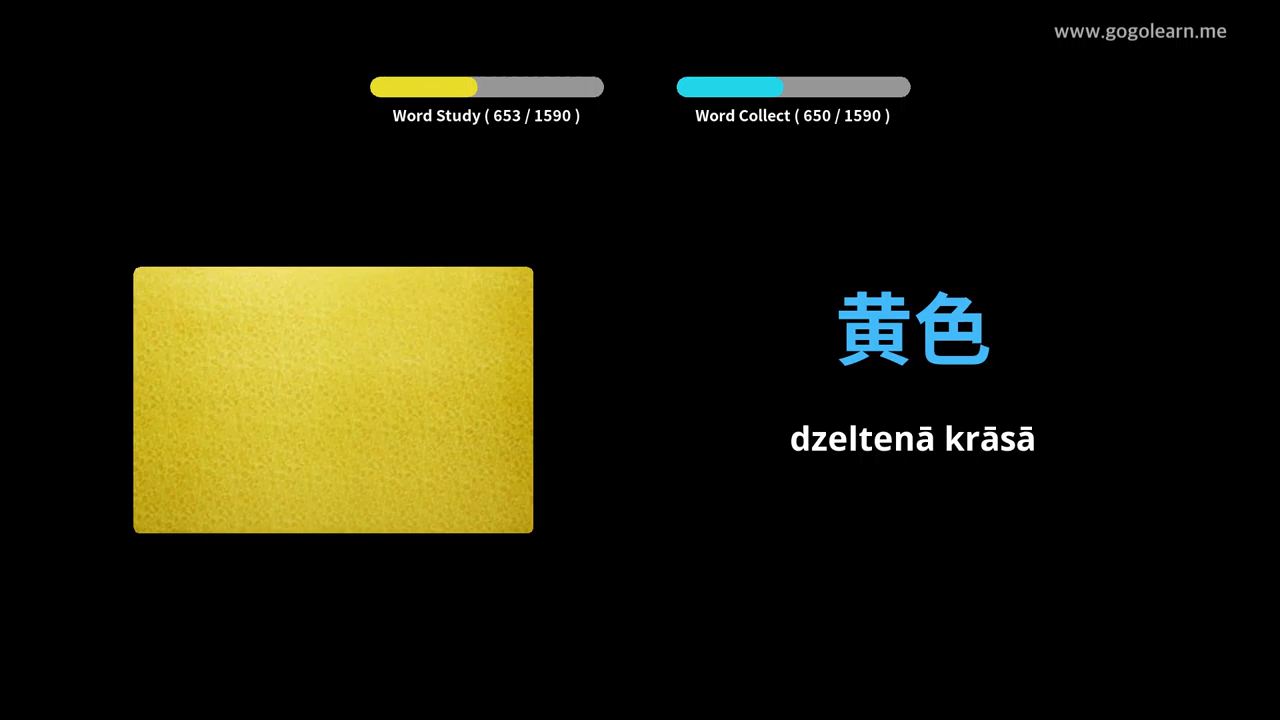 www.gogolearn.me
Word Study ( 653 / 1590 )
Word Collect ( 650 / 1590 )
黄色
dzeltenā krāsā